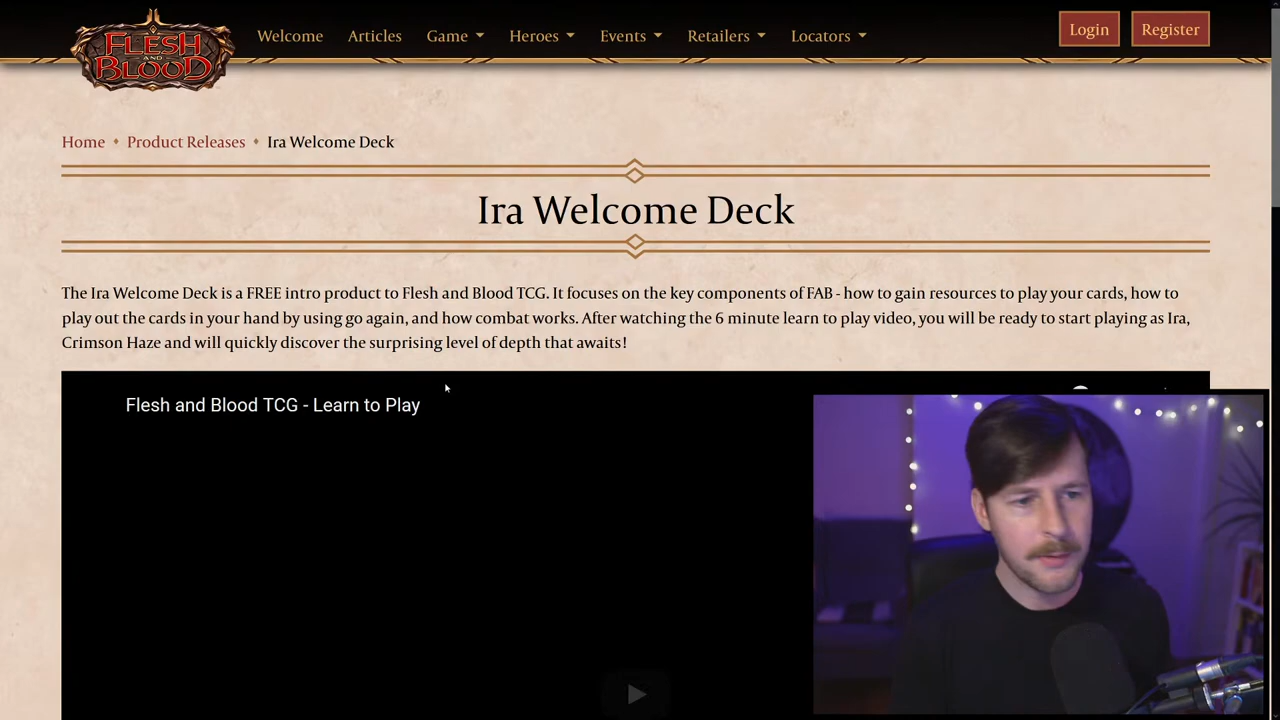 FLESH
AND
BLOOD
Welcome Articles Game Heroes Events Retailers Locators
Login Register
Home Product Releases Ira Welcome Deck
Ira Welcome Deck
The Ira Welcome Deck is a FREE intro product to Flesh and Blood TCG. It focuses on the key components of FAB - how to gain resources to play your cards, how to
play out the cards in your hand by using go again, and how combat works. After watching the 6 minute learn to play video, you will be ready to start playing as Ira,
Crimson Haze and will quickly discover the surprising level of depth that awaits!
Flesh and Blood TCG - Learn to Play